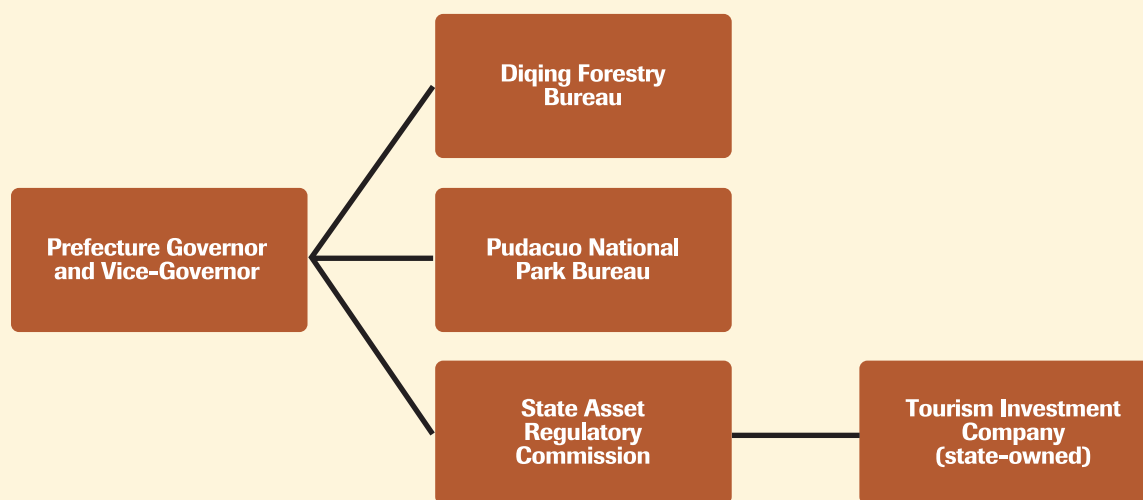 Diqing Forestry
Bureau
Prefecture Governor
and Vice-Governor
Pudacuo National
Park Bureau
State Asset
Regulatory
Commission
Tourism Investment
Company
(state-owned)